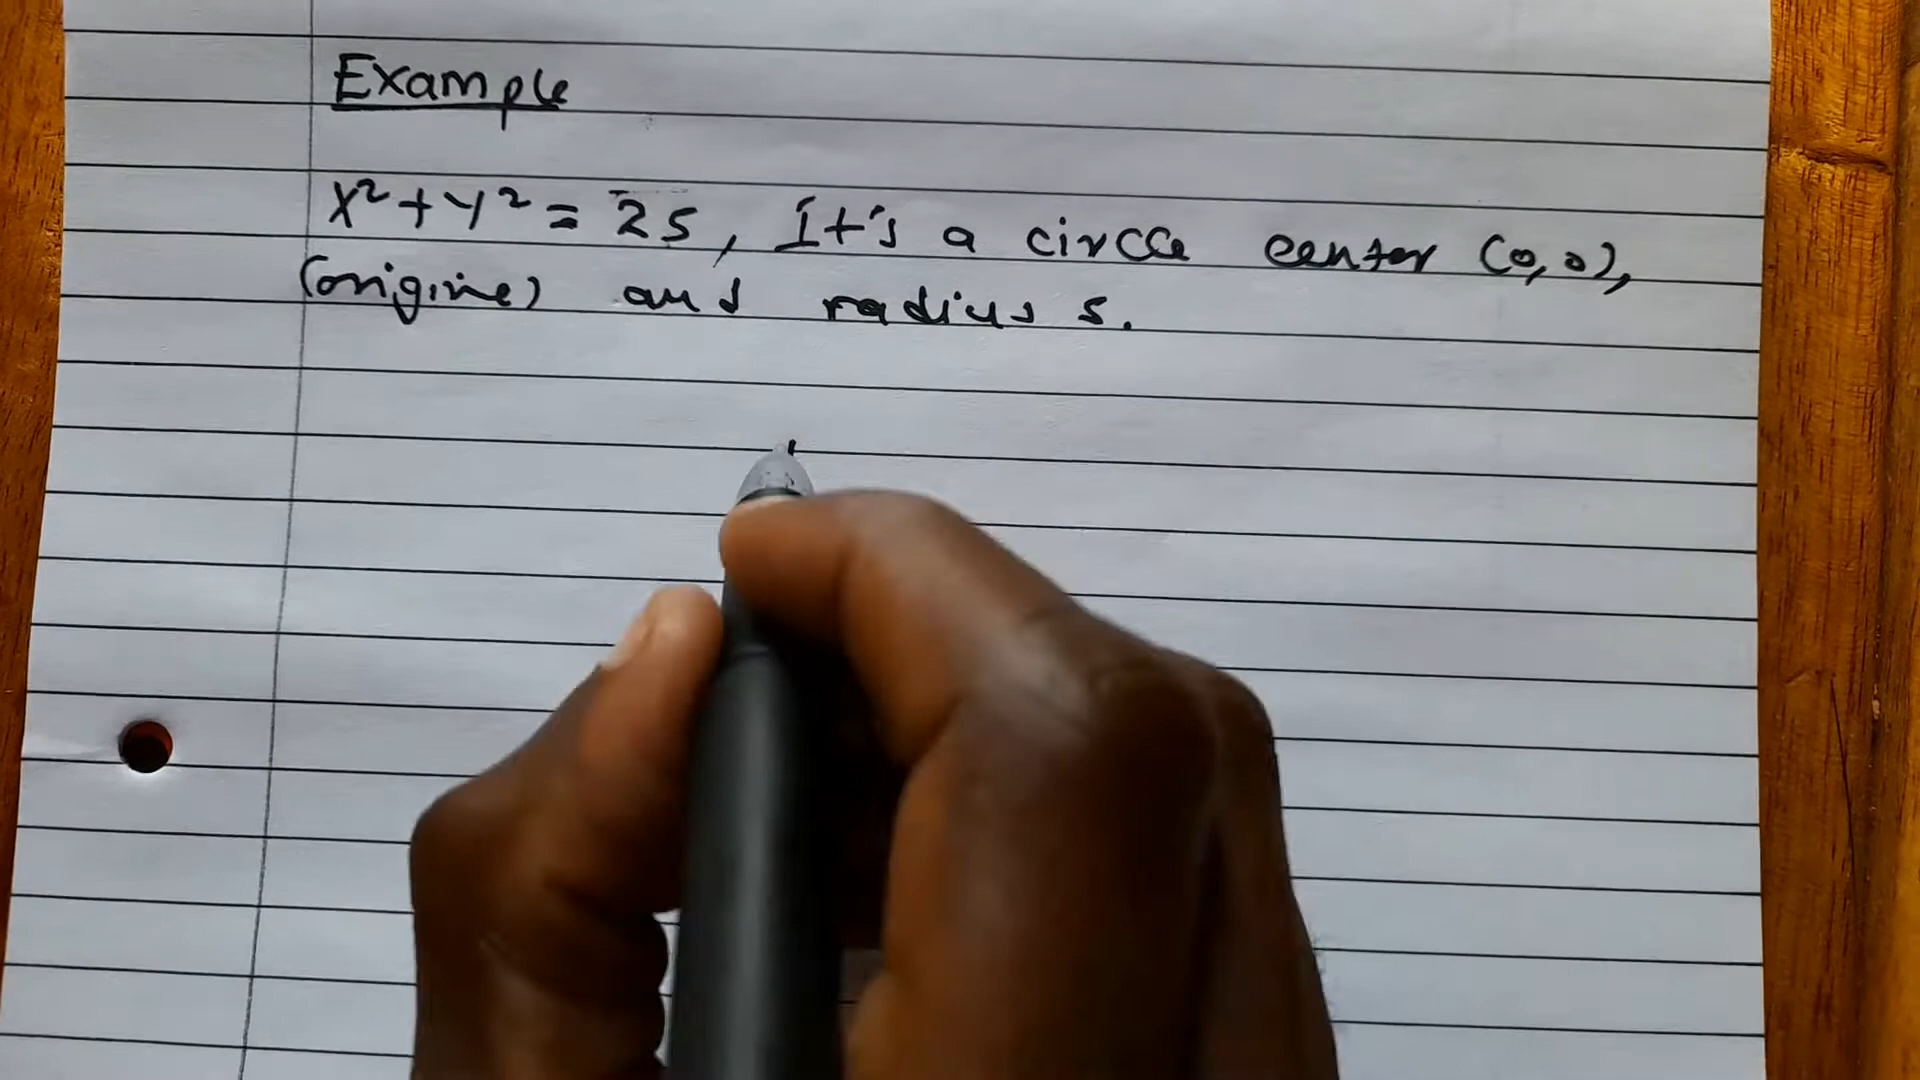 Example
x² + y² = 25, It's a circle center (0,0),
(origine) and radius 5.